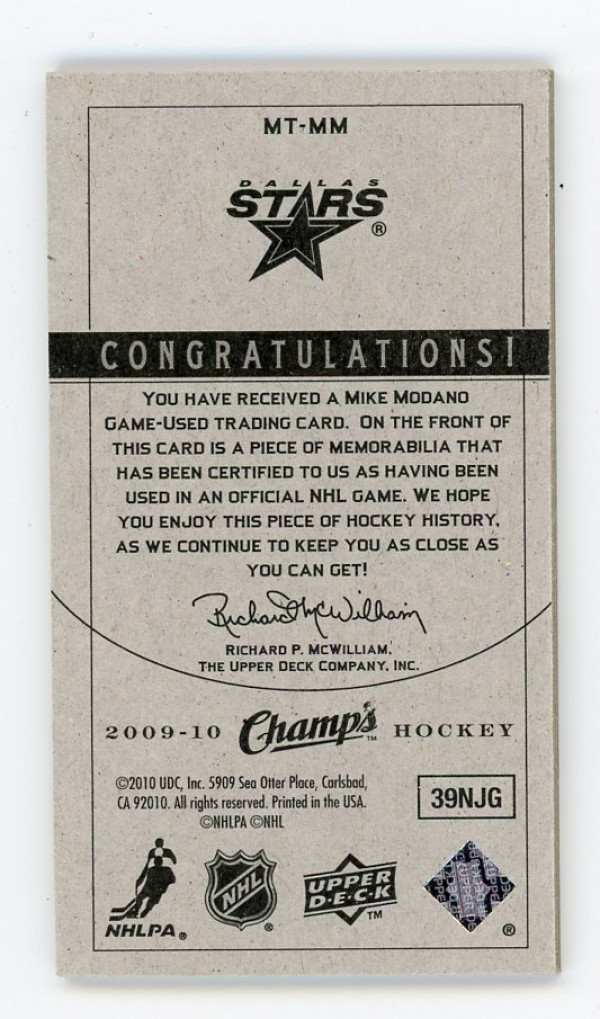 MT-MM
DALLAS
STARS
®
CONGRATULATIONS!
YOU HAVE RECEIVED A MIKE MODANO
GAME-USED TRADING CARD. ON THE FRONT OF
THIS CARD IS A PIECE OF MEMORABILIA THAT
HAS BEEN CERTIFIED TO US AS HAVING BEEN
USED IN AN OFFICIAL NHL GAME. WE HOPE
YOU ENJOY THIS PIECE OF HOCKEY HISTORY,
AS WE CONTINUE TO KEEP YOU AS CLOSE AS
YOU CAN GET!
Richard McWilliam
RICHARD P. MCWILLIAM,
THE UPPER DECK COMPANY, INC.
2009-10 Champ's™ HOCKEY
©2010 UDC, Inc. 5909 Sea Otter Place, Carlsbad,
CA 92010. All rights reserved. Printed in the USA.
©NHLPA ©NHL
39NJG
NHLPA®
NHL®
UPPER
D•E•C•K™
®